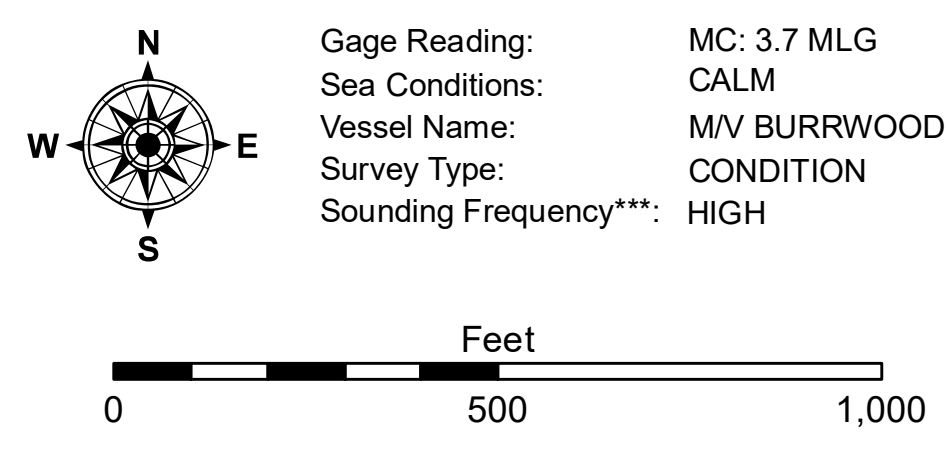 N
W E
S
Gage Reading: MC: 3.7 MLG
Sea Conditions: CALM
Vessel Name: M/V BURRWOOD
Survey Type: CONDITION
Sounding Frequency***: HIGH
Feet
0 500 1,000